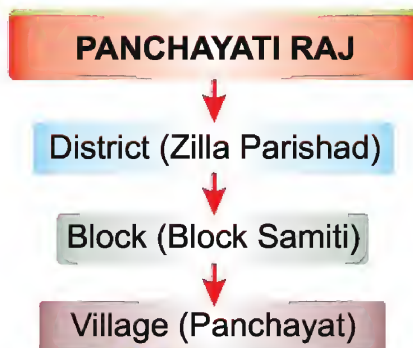 PANCHAYATI RAJ
District (Zilla Parishad)
Block (Block Samiti)
Village (Panchayat)